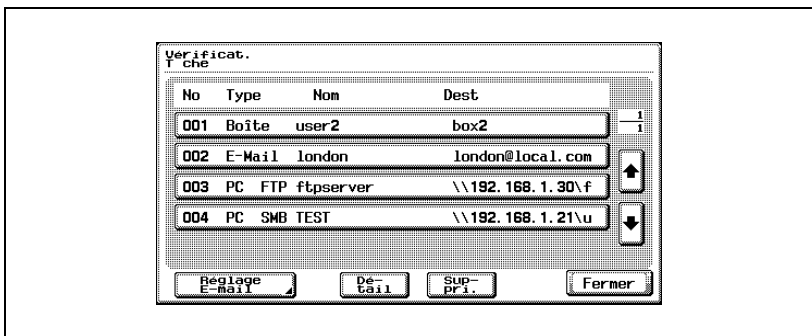 Vérificat.
T che
No Type Nom Dest
001 Boîte user2 box2
1
1
002 E-Mail london london@local.com
003 PC FTP ftpserver \\192.168.1.30\f
004 PC SMB TEST \\192.168.1.21\u
Réglage
E-mail
Dé-
tail
Sup-
pri.
Fermer